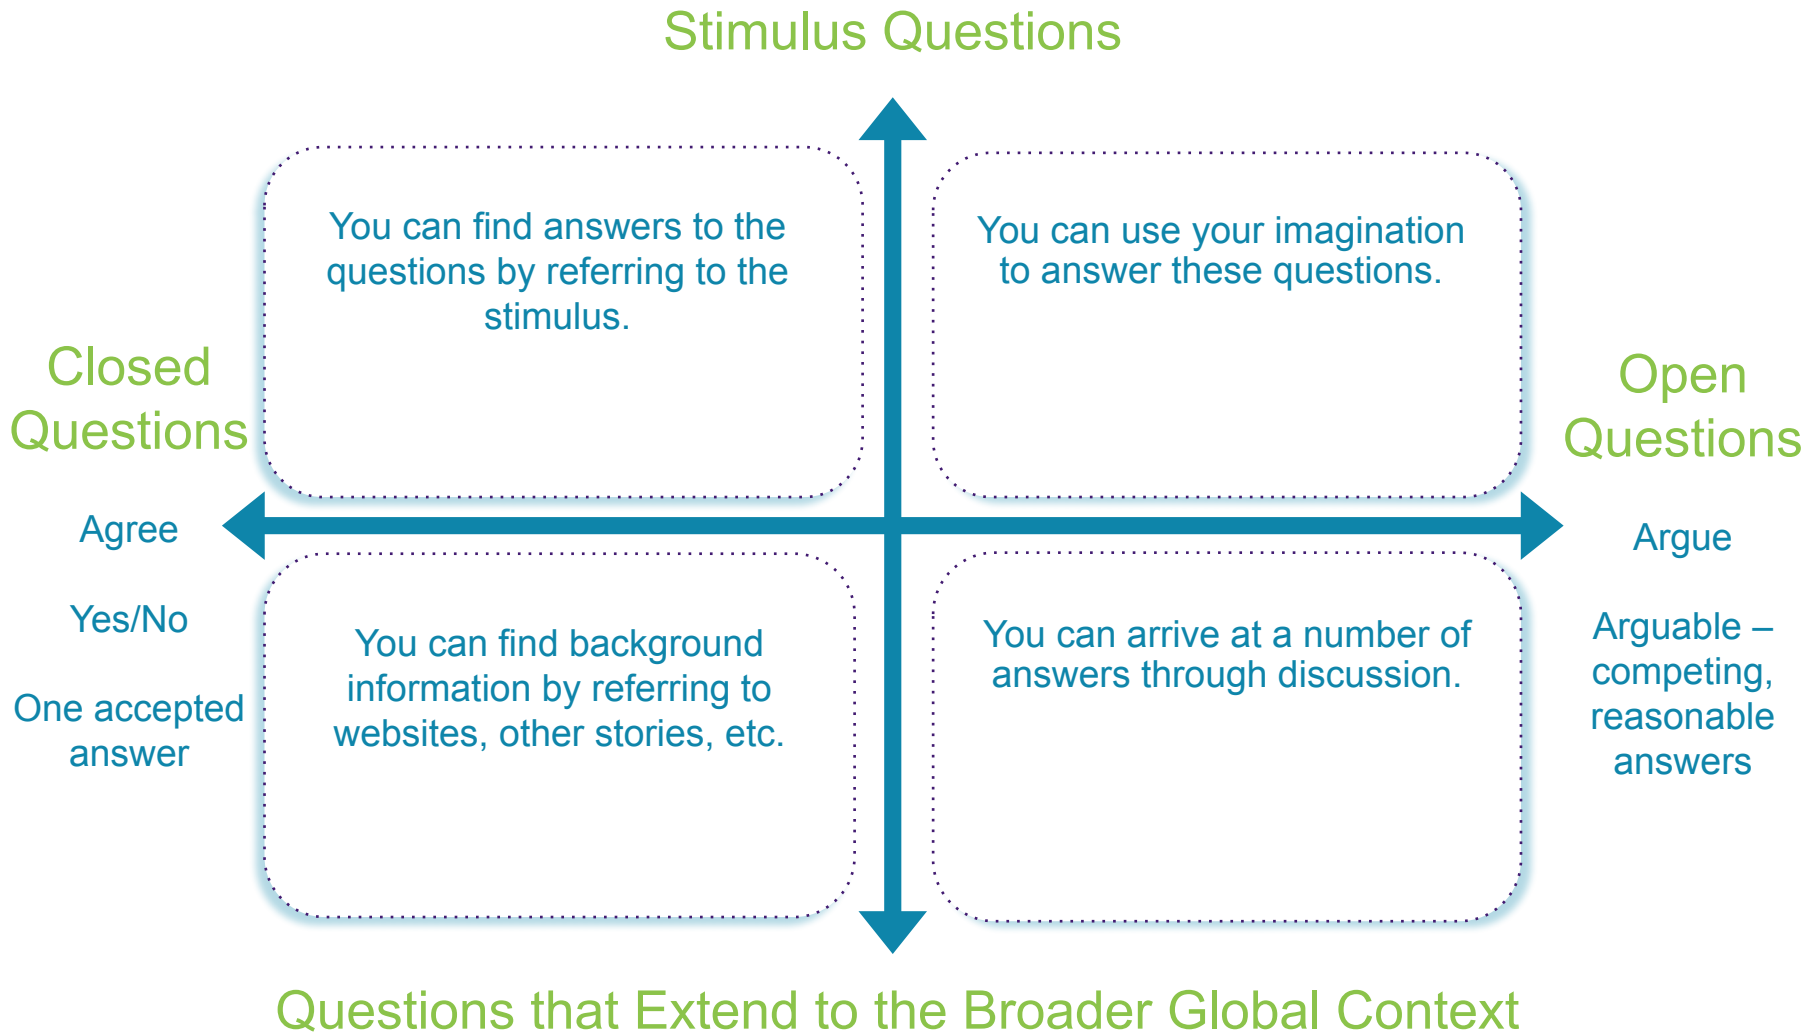 Stimulus Questions
You can find answers to the
questions by referring to the
stimulus.
You can use your imagination
to answer these questions.
Closed
Questions
Agree
Yes/No
One accepted
answer
Open
Questions
Argue
Arguable –
competing,
reasonable
answers
You can find background
information by referring to
websites, other stories, etc.
You can arrive at a number of
answers through discussion.
Questions that Extend to the Broader Global Context